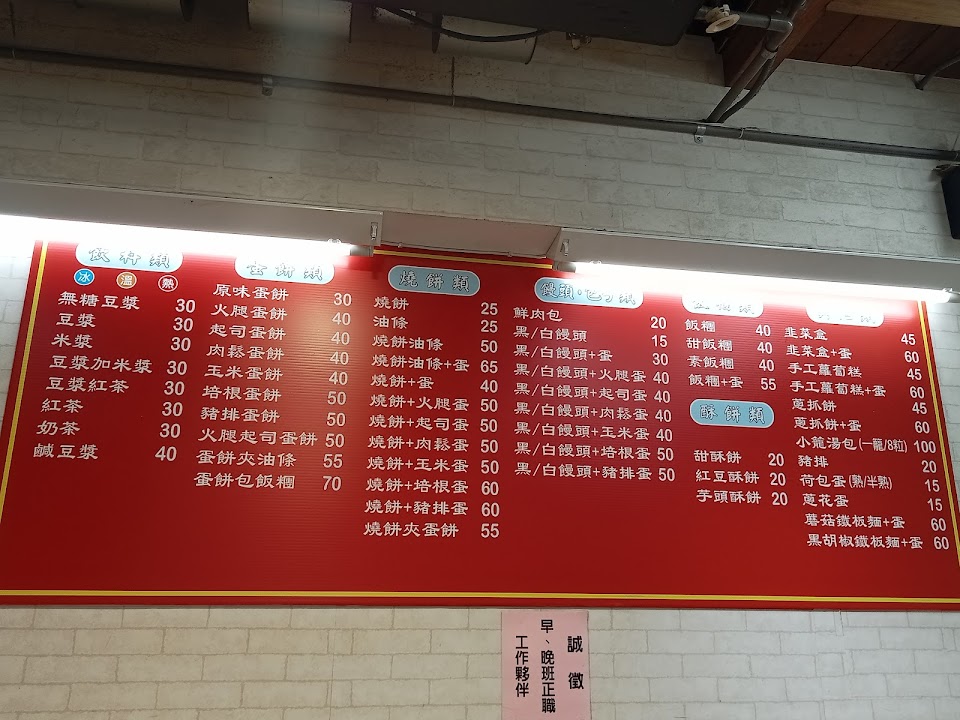 飲料類
冰 溫 熱
無糖豆漿 30
豆漿 30
米漿 30
豆漿加米漿 30
豆漿紅茶 30
紅茶 30
奶茶 30
鹹豆漿 40
蛋餅類
原味蛋餅 30
火腿蛋餅 40
起司蛋餅 40
肉鬆蛋餅 40
玉米蛋餅 40
培根蛋餅 50
豬排蛋餅 50
火腿起司蛋餅 50
蛋餅夾油條 55
蛋餅包飯糰 70
燒餅類
燒餅 25
油條 25
燒餅油條 50
燒餅油條+蛋 65
燒餅+蛋 40
燒餅+火腿蛋 50
燒餅+起司蛋 50
燒餅+肉鬆蛋 50
燒餅+玉米蛋 50
燒餅+培根蛋 60
燒餅+豬排蛋 60
燒餅夾蛋餅 55
饅頭·包子類
鮮肉包 20
黑/白饅頭 15
黑/白饅頭+蛋 30
黑/白饅頭+火腿蛋 40
黑/白饅頭+起司蛋 40
黑/白饅頭+肉鬆蛋 40
黑/白饅頭+玉米蛋 40
黑/白饅頭+培根蛋 50
黑/白饅頭+豬排蛋 50
飯糰 40
甜飯糰 40
素飯糰 40
飯糰+蛋 55
酥餅類
甜酥餅 20
紅豆酥餅 20
芋頭酥餅 20
韭菜盒 45
韭菜盒+蛋 60
手工蘿蔔糕 45
手工蘿蔔糕+蛋 60
蔥抓餅 45
蔥抓餅+蛋 60
小籠湯包(一籠/8粒) 100
豬排 20
荷包蛋(熟/半熟) 15
蔥花蛋 15
蘑菇鐵板麵+蛋 60
黑胡椒鐵板麵+蛋 60
誠徵
早、晚班正職
工作夥伴